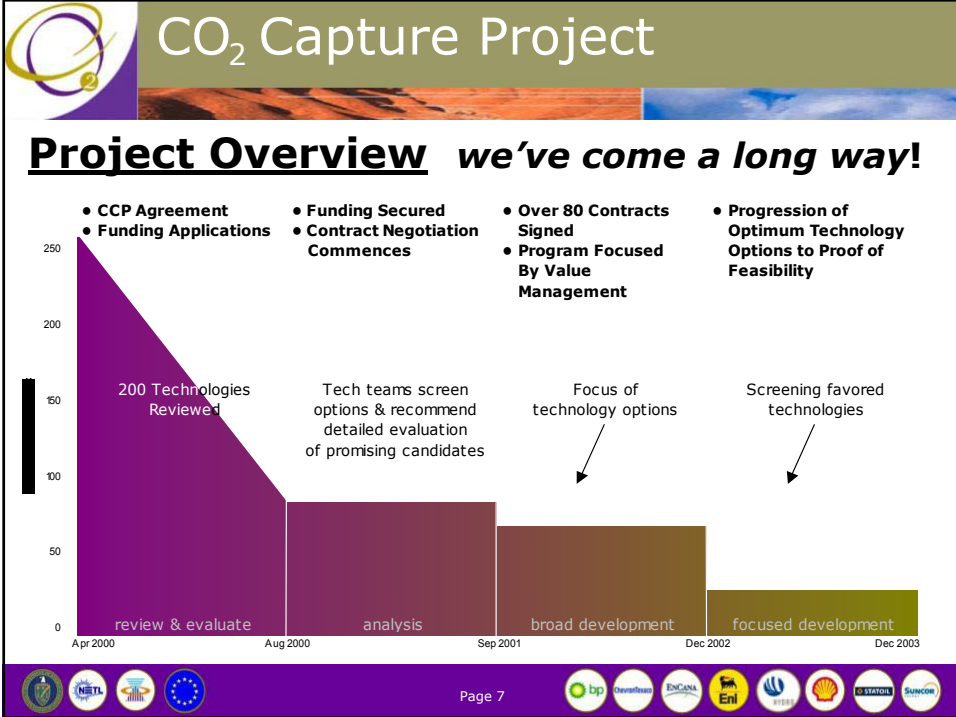 CO2 Capture Project
Project Overview we've come a long way!
• CCP Agreement
• Funding Applications
• Funding Secured
• Contract Negotiation
Commences
• Over 80 Contracts
Signed
• Program Focused
By Value
Management
• Progression of
Optimum Technology
Options to Proof of
Feasibility
250
200
150
100
50
0
200 Technologies
Reviewed
Tech teams screen
options & recommend
detailed evaluation
of promising candidates
Focus of
technology options
Screening favored
technologies
review & evaluate
analysis
broad development
focused development
Apr 2000
Aug 2000
Sep 2001
Dec 2002
Dec 2003
NETL
Page 7
bp
ChevronTexaco
ENCANA
Eni
HYDRO
STATOIL
SUNCOR